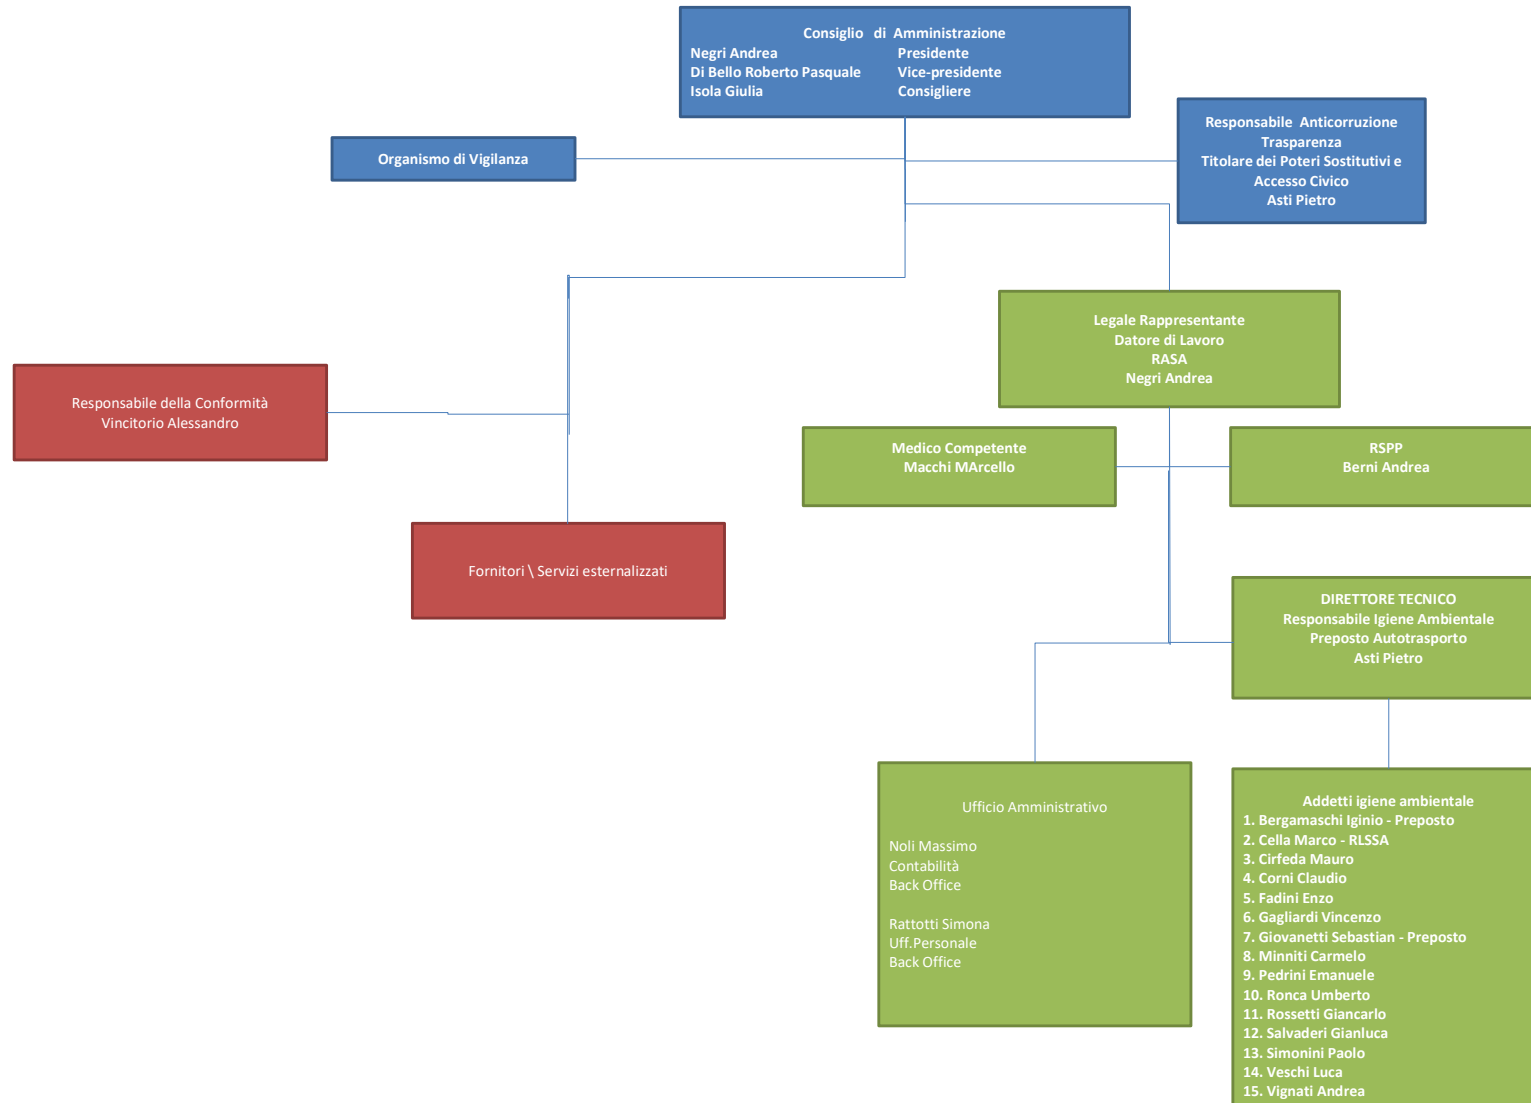 Consiglio di Amministrazione
Negri Andrea Presidente
Di Bello Roberto Pasquale Vice-presidente
Isola Giulia Consigliere
Organismo di Vigilanza
Responsabile Anticorruzione
Trasparenza
Titolare dei Poteri Sostitutivi e
Accesso Civico
Asti Pietro
Legale Rappresentante
Datore di Lavoro
RASA
Negri Andrea
Responsabile della Conformità
Vincitorio Alessandro
Medico Competente
Macchi MArcello
RSPP
Berni Andrea
Fornitori \ Servizi esternalizzati
DIRETTORE TECNICO
Responsabile Igiene Ambientale
Preposto Autotrasporto
Asti Pietro
Ufficio Amministrativo
Noli Massimo
Contabilità
Back Office
Rattotti Simona
Uff.Personale
Back Office
Addetti igiene ambientale
1. Bergamaschi Iginio - Preposto
2. Cella Marco - RLSSA
3. Cirfeda Mauro
4. Corni Claudio
5. Fadini Enzo
6. Gagliardi Vincenzo
7. Giovanetti Sebastian - Preposto
8. Minniti Carmelo
9. Pedrini Emanuele
10. Ronca Umberto
11. Rossetti Giancarlo
12. Salvaderi Gianluca
13. Simonini Paolo
14. Veschi Luca
15. Vignati Andrea